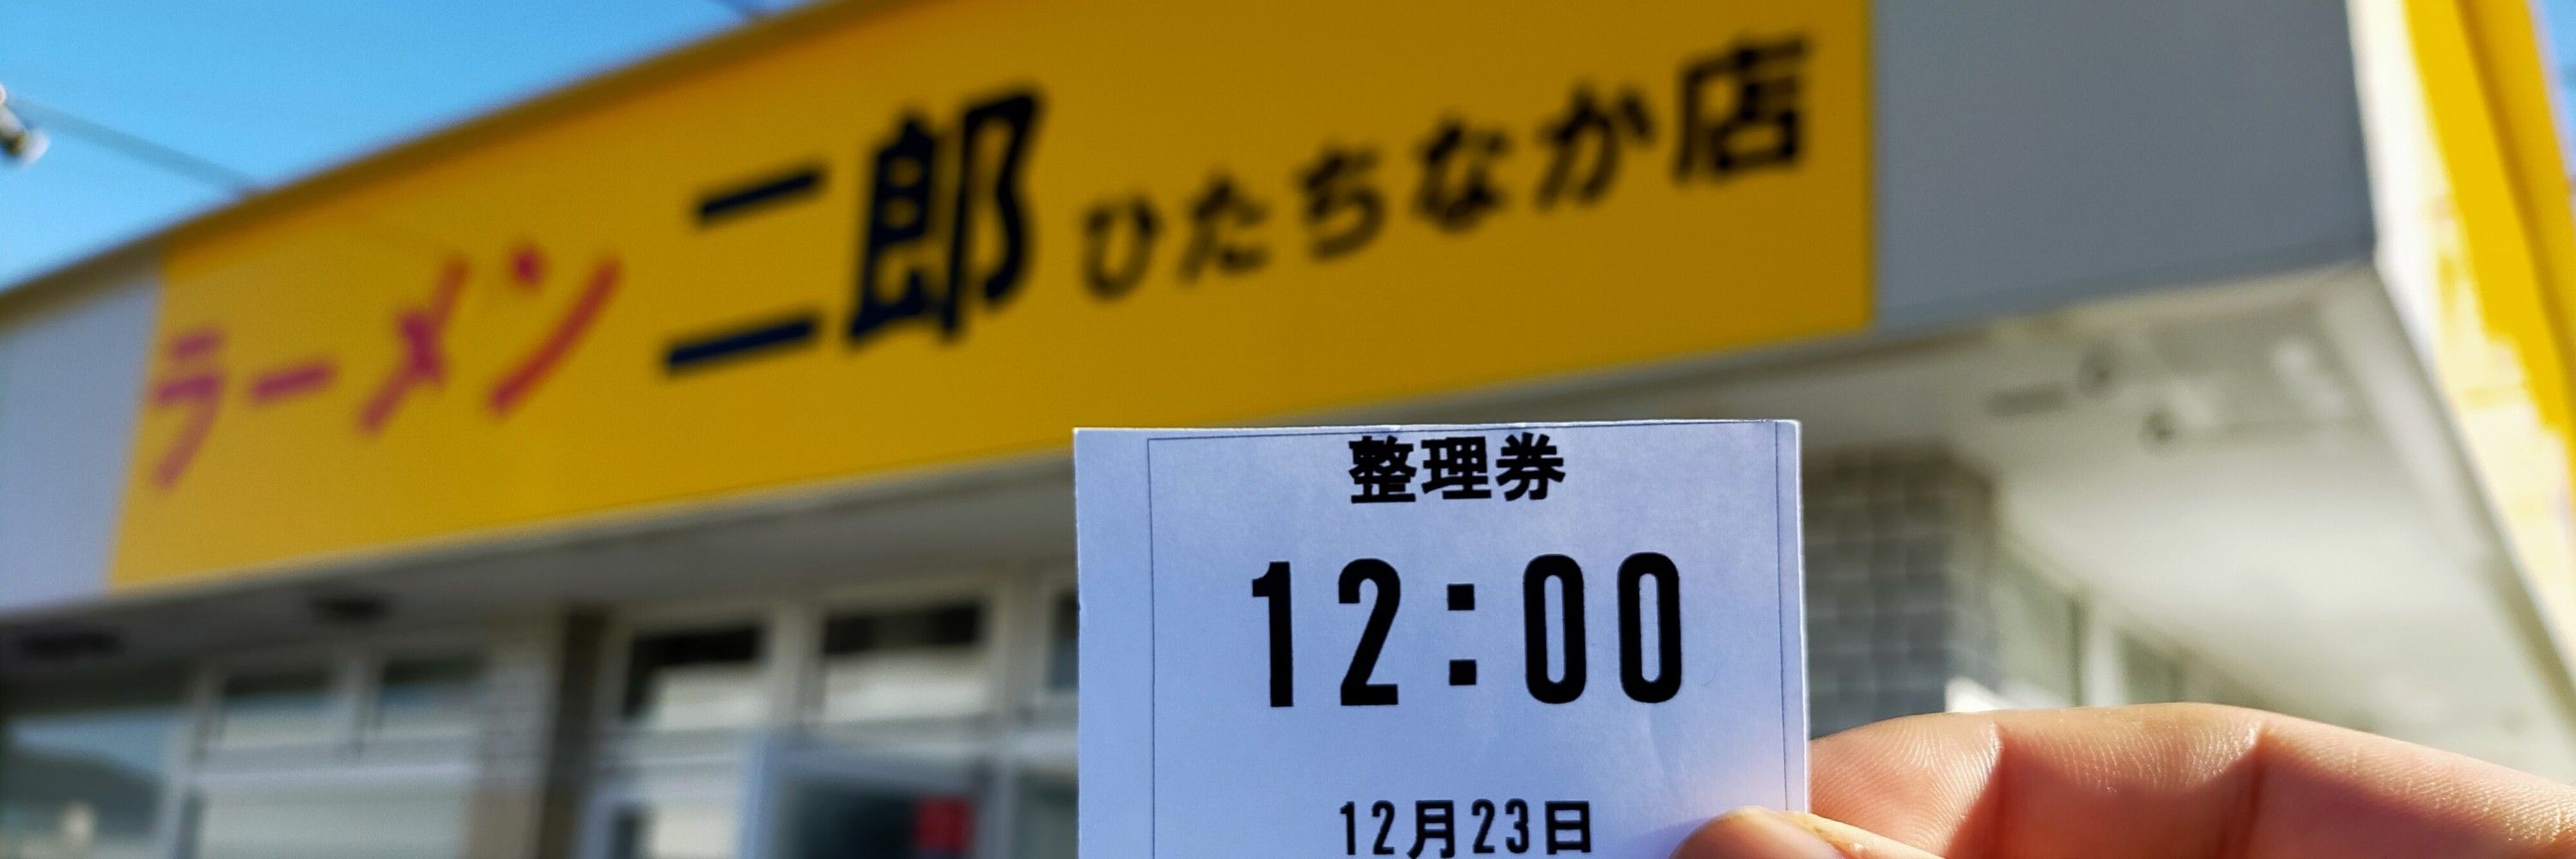 ラーメン 二郎 ひたちなか店
整理券
12:00
12月23日